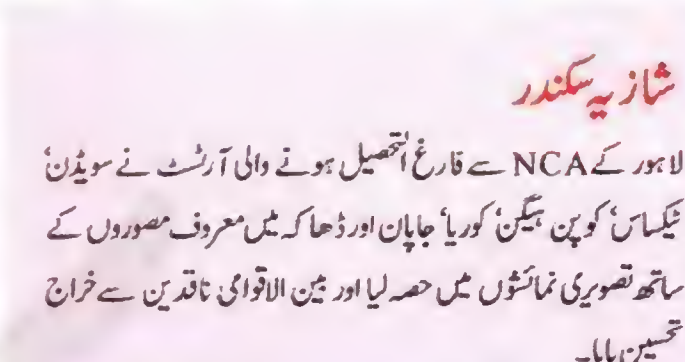 شازیہ سکندر
لاہور کے NCA سے فارغ التحصیل ہونے والی آرٹسٹ نے سویڈن'
ٹیکساس' کوپن ہیگن' کوریا' جاپان اور ڈھاکہ میں معروف مصوروں کے
ساتھ تصویری نمائشوں میں حصہ لیا اور بین الاقوامی ناقدین سے خراج
تحسین پایا۔